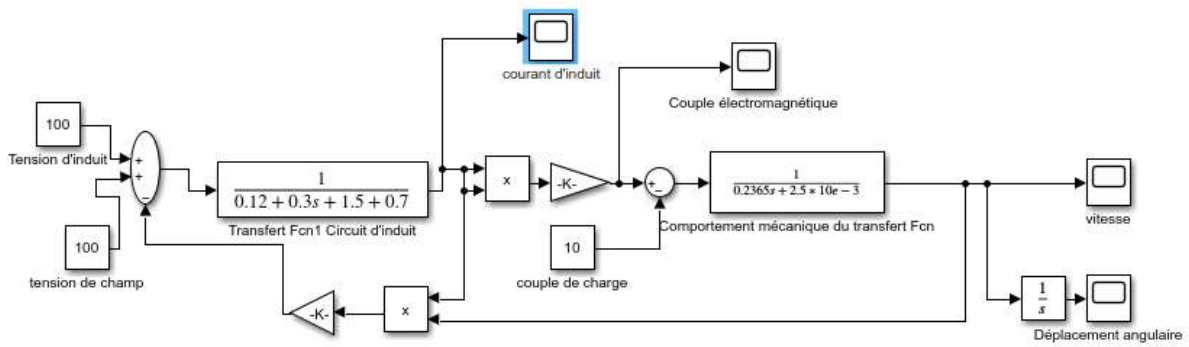 courant d'induit
Couple électromagnétique
100
Tension d'induit
+
+
−
1
0.12 + 0.3s + 1.5 + 0.7
Transfert Fcn1 Circuit d'induit
x
-K-
+
−
1
0.2365s + 2.5 * 10e − 3
Comportement mécanique du transfert Fcn
vitesse
100
tension de champ
10
couple de charge
-K-
x
1
s
Déplacement angulaire